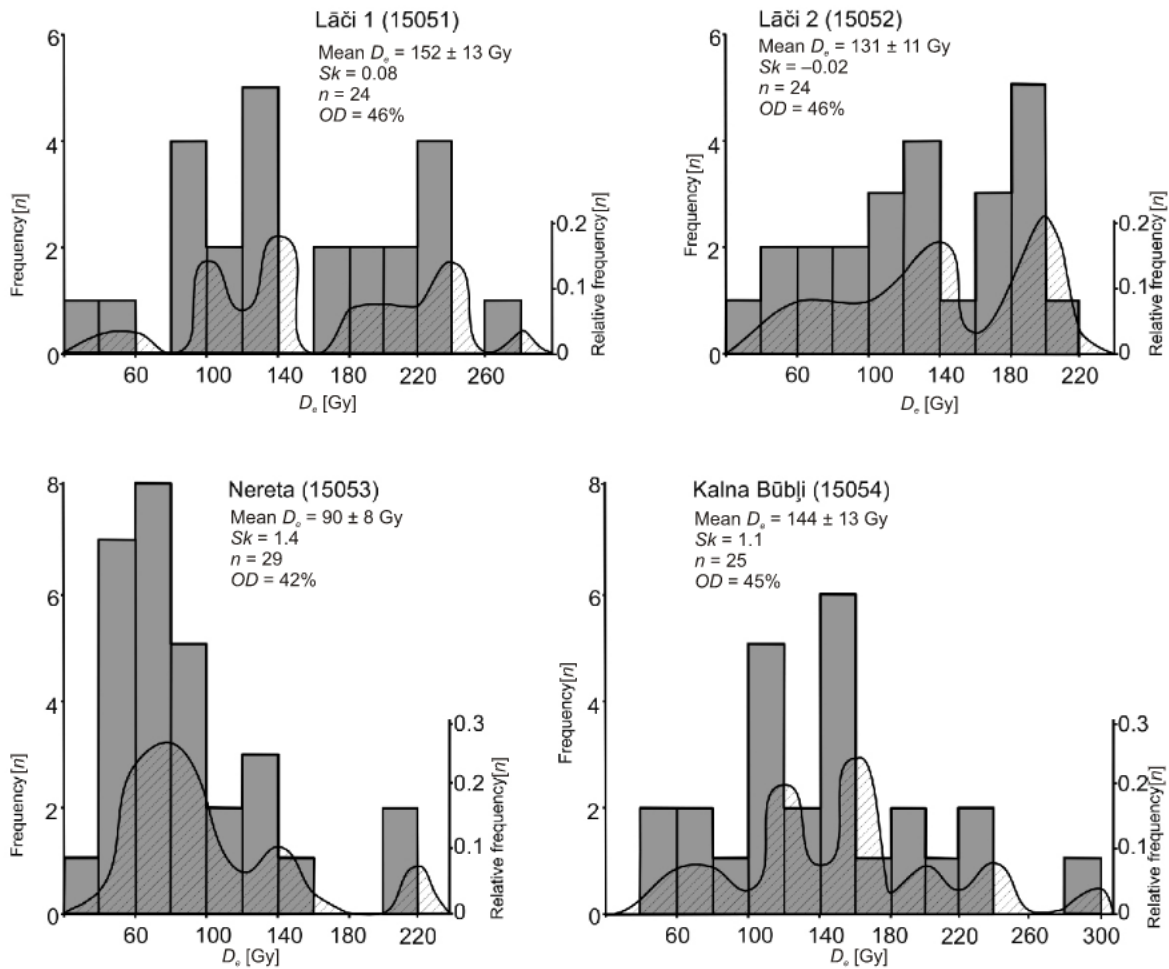 Lāči 1 (15051)
Mean Dₑ = 152 ± 13 Gy
Sk = 0.08
n = 24
OD = 46%
6
4
2
0
Frequency[n]
0.2
0.1
0
Relative frequency[n]
60 100 140 180 220 260
Dₑ [Gy]
Lāči 2 (15052)
Mean Dₑ = 131 ± 11 Gy
Sk = –0.02
n = 24
OD = 46%
6
4
2
0
Frequency[n]
0.2
0.1
0
Relative frequency[n]
60 100 140 180 220
Dₑ [Gy]
Nereta (15053)
Mean Dₑ = 90 ± 8 Gy
Sk = 1.4
n = 29
OD = 42%
8
6
4
2
0
Frequency[n]
0.3
0.2
0.1
0
Relative frequency[n]
60 100 140 180 220
Dₑ [Gy]
Kalna Būbļi (15054)
Mean Dₑ = 144 ± 13 Gy
Sk = 1.1
n = 25
OD = 45%
8
6
4
2
0
Frequency[n]
0.3
0.2
0.1
0
Relative frequency[n]
60 100 140 180 220 260 300
Dₑ [Gy]